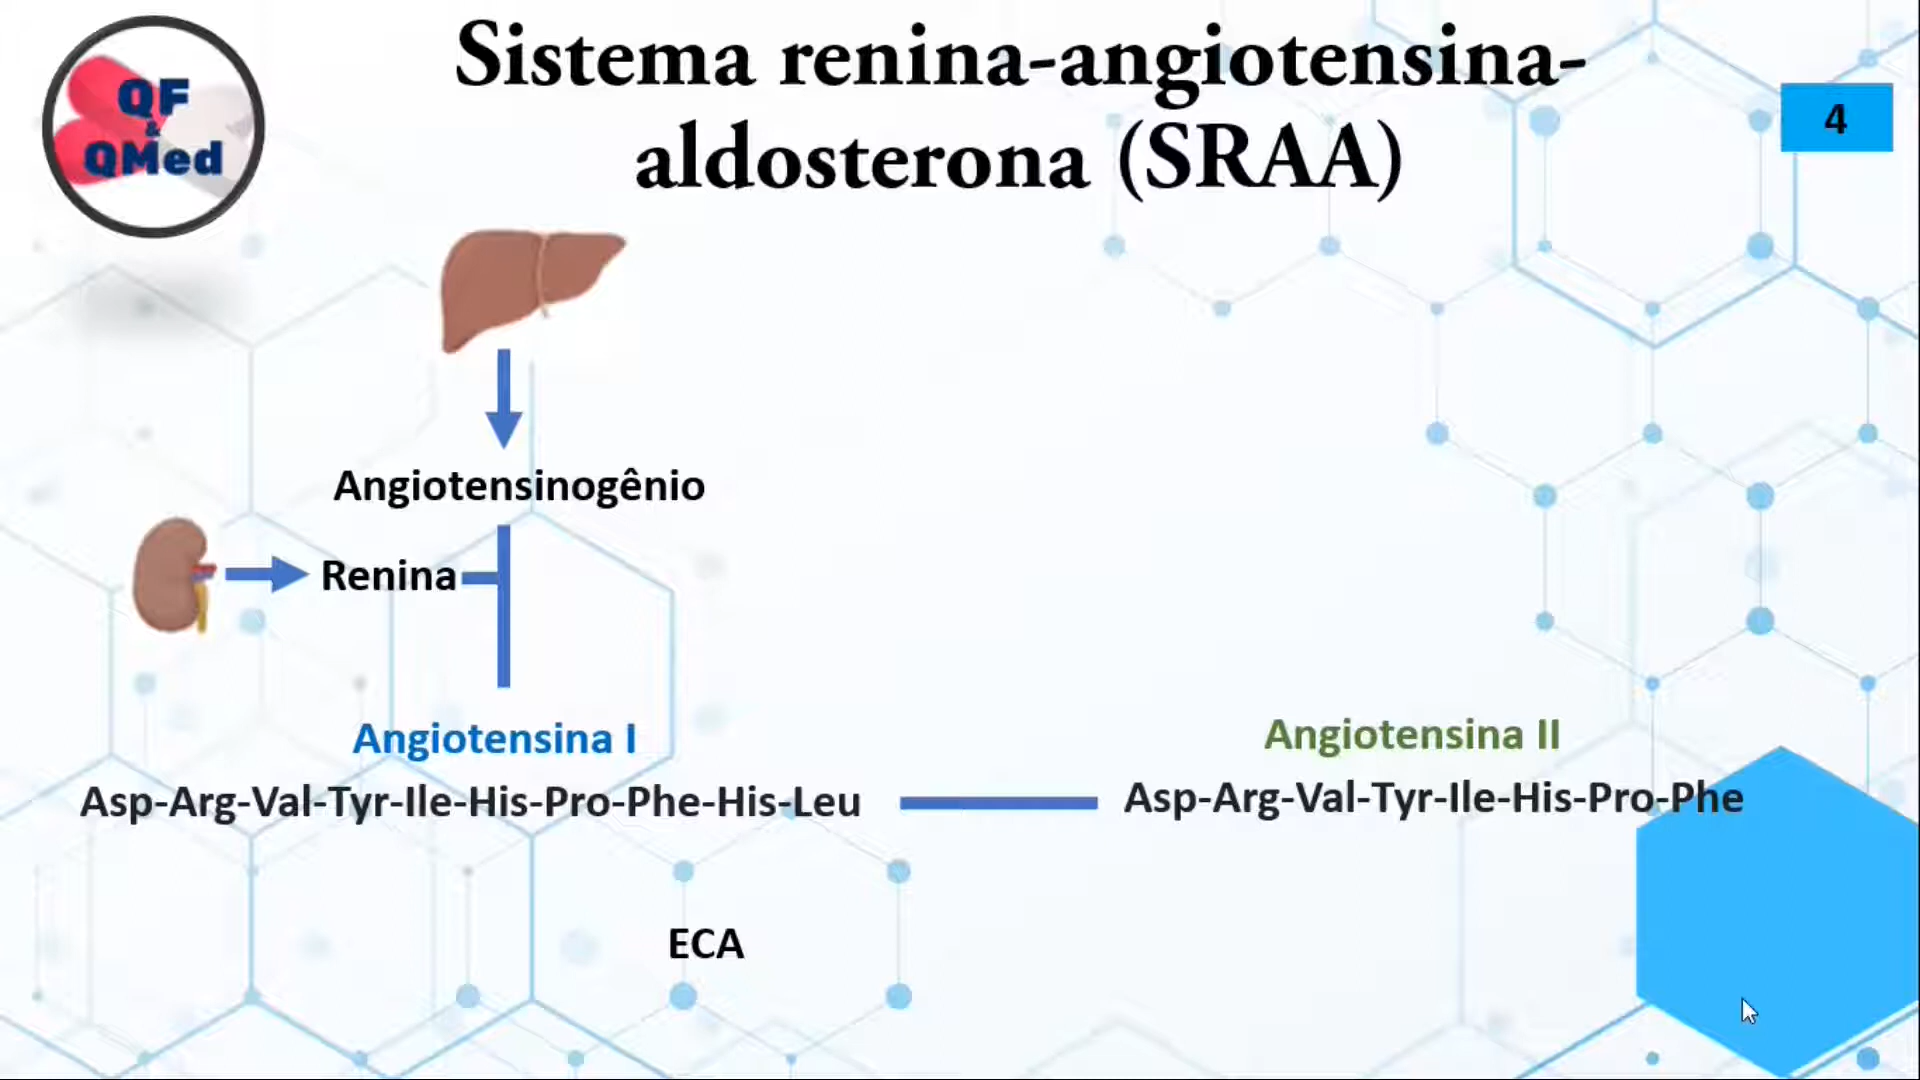 QF
&
QMed
Sistema renina-angiotensina-
aldosterona (SRAA)
4
Angiotensinogênio
Renina
Angiotensina I
Asp-Arg-Val-Tyr-Ile-His-Pro-Phe-His-Leu
Angiotensina II
Asp-Arg-Val-Tyr-Ile-His-Pro-Phe
ECA